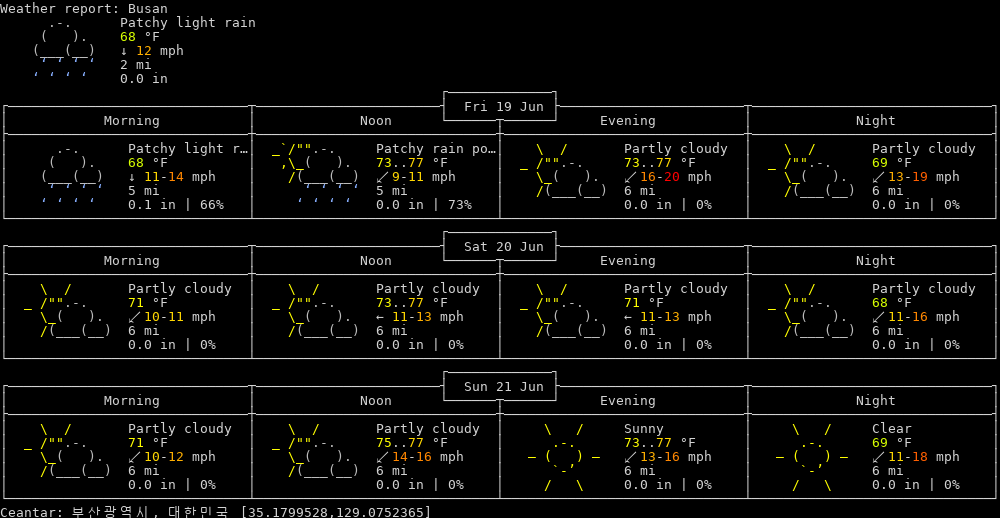 Weather report: Busan
Patchy light rain
68 °F
↓ 12 mph
2 mi
0.0 in
Fri 19 Jun
Morning Noon Evening Night
Patchy light r… Patchy rain po… Partly cloudy Partly cloudy
68 °F 73..77 °F 73..77 °F 69 °F
↓ 11-14 mph ↙ 9-11 mph ↙ 16-20 mph ↙ 13-19 mph
5 mi 5 mi 6 mi 6 mi
0.1 in | 66% 0.0 in | 73% 0.0 in | 0% 0.0 in | 0%
Sat 20 Jun
Morning Noon Evening Night
Partly cloudy Partly cloudy Partly cloudy Partly cloudy
71 °F 73..77 °F 71 °F 68 °F
↙ 10-11 mph ← 11-13 mph ← 11-13 mph ↙ 11-16 mph
6 mi 6 mi 6 mi 6 mi
0.0 in | 0% 0.0 in | 0% 0.0 in | 0% 0.0 in | 0%
Sun 21 Jun
Morning Noon Evening Night
Partly cloudy Partly cloudy Sunny Clear
71 °F 75..77 °F 73..77 °F 69 °F
↙ 10-12 mph ↙ 14-16 mph ↙ 13-16 mph ↙ 11-18 mph
6 mi 6 mi 6 mi 6 mi
0.0 in | 0% 0.0 in | 0% 0.0 in | 0% 0.0 in | 0%
Ceantar: 부산광역시, 대한민국 [35.1799528,129.0752365]